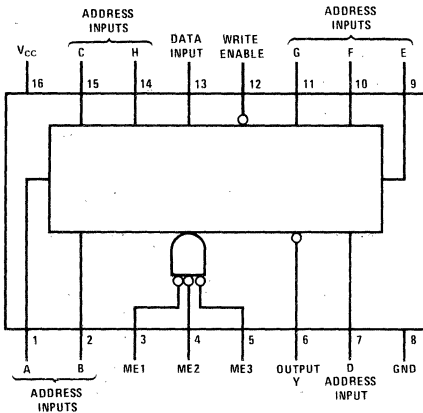 ADDRESS
INPUTS
DATA
INPUT
WRITE
ENABLE
ADDRESS
INPUTS
VCC
C
H
G
F
E
16
15
14
13
12
11
10
9
1
2
3
4
5
6
7
8
A
B
ME1
ME2
ME3
OUTPUT
Y
D
ADDRESS
INPUT
GND
ADDRESS
INPUTS